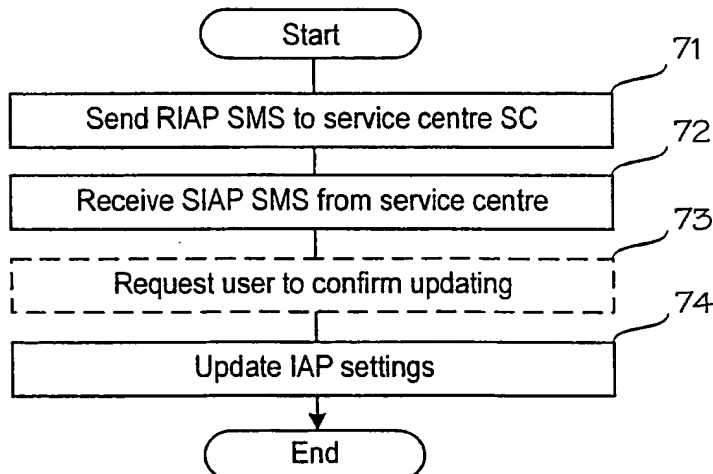 Start
71
Send RIAP SMS to service centre SC
72
Receive SIAP SMS from service centre
73
Request user to confirm updating
74
Update IAP settings
End